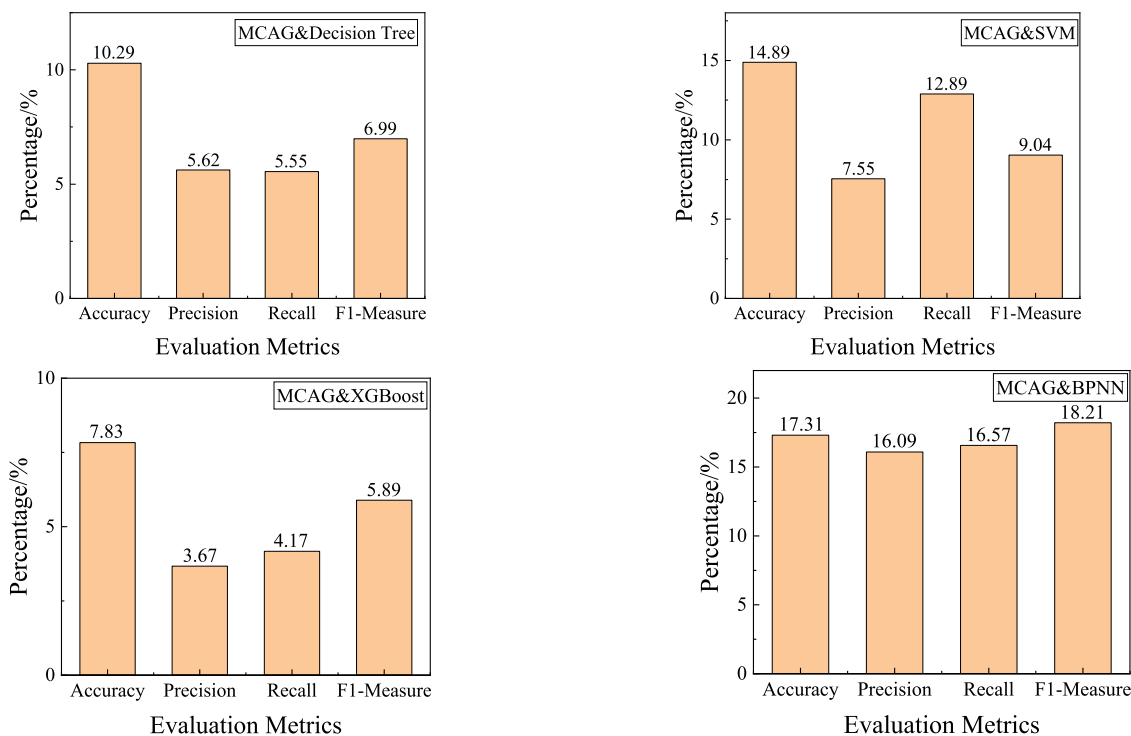 MCAG&Decision Tree
Percentage/%
10
5
0
10.29
5.62
5.55
6.99
Accuracy Precision Recall F1-Measure
Evaluation Metrics
MCAG&SVM
Percentage/%
15
10
5
0
14.89
7.55
12.89
9.04
Accuracy Precision Recall F1-Measure
Evaluation Metrics
MCAG&XGBoost
Percentage/%
10
5
0
7.83
3.67
4.17
5.89
Accuracy Precision Recall F1-Measure
Evaluation Metrics
MCAG&BPNN
Percentage/%
20
15
10
5
0
17.31
16.09
16.57
18.21
Accuracy Precision Recall F1-Measure
Evaluation Metrics